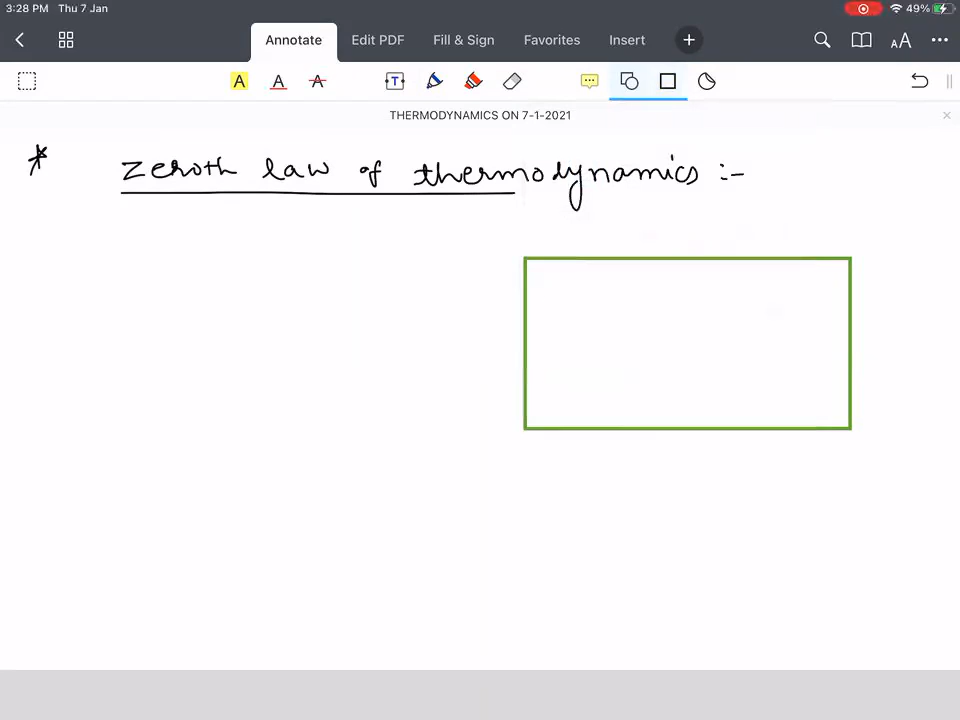 3:28 PM Thu 7 Jan 49%
Annotate Edit PDF Fill & Sign Favorites Insert
A A A T AA
THERMODYNAMICS ON 7-1-2021
* Zeroth law of thermodynamics :-